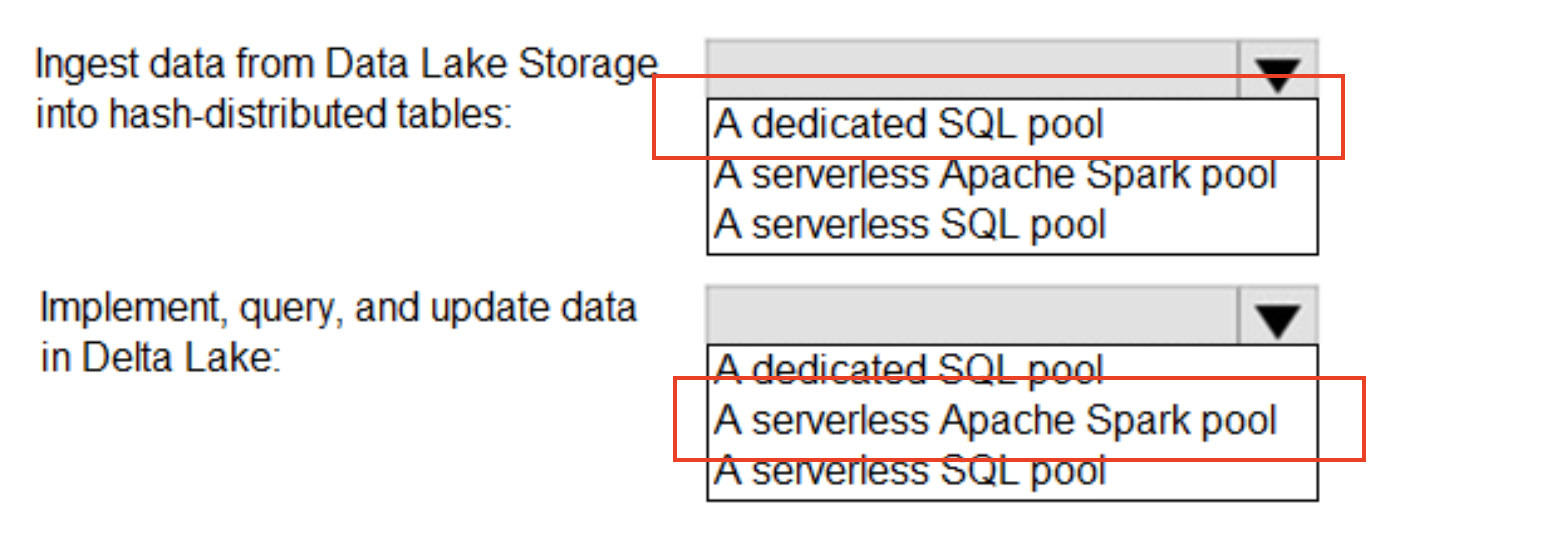 Ingest data from Data Lake Storage
into hash-distributed tables:
A dedicated SQL pool
A serverless Apache Spark pool
A serverless SQL pool
Implement, query, and update data
in Delta Lake:
A dedicated SQL pool
A serverless Apache Spark pool
A serverless SQL pool